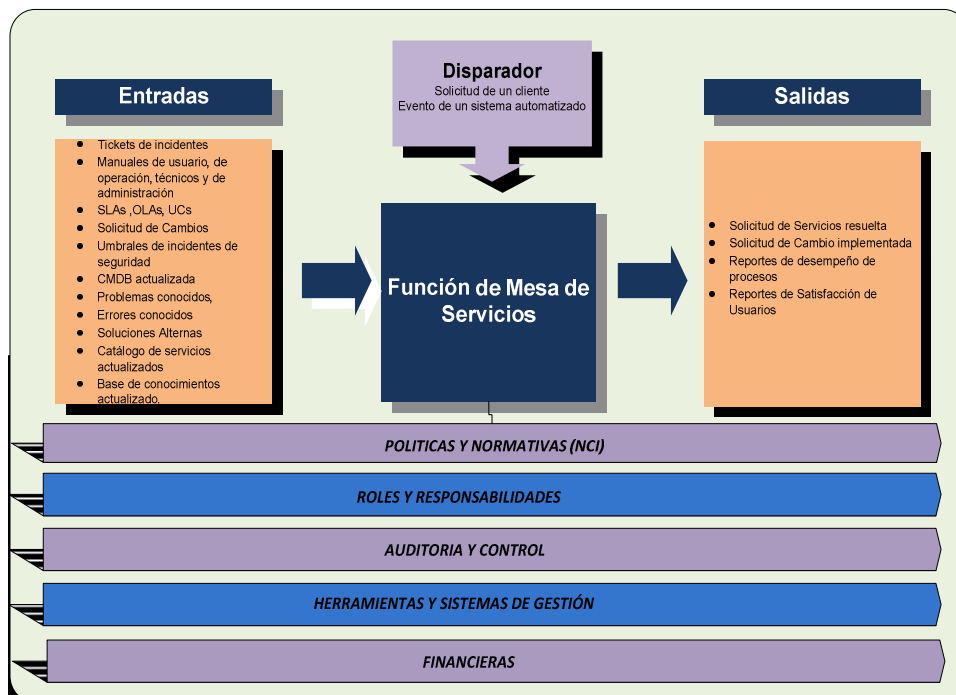 Entradas
Tickets de incidentes
Manuales de usuario, de
operación, técnicos y de
administración
SLAs ,OLAs, UCs
Solicitud de Cambios
Umbrales de incidentes de
seguridad
CMDB actualizada
Problemas conocidos,
Errores conocidos
Soluciones Alternas
Catálogo de servicios
actualizados
Base de conocimientos
actualizado.
Disparador
Solicitud de un cliente
Evento de un sistema automatizado
Función de Mesa de
Servicios
Salidas
Solicitud de Servicios resuelta
Solicitud de Cambio implementada
Reportes de desempeño de
procesos
Reportes de Satisfacción de
Usuarios
POLITICAS Y NORMATIVAS (NCI)
ROLES Y RESPONSABILIDADES
AUDITORIA Y CONTROL
HERRAMIENTAS Y SISTEMAS DE GESTIÓN
FINANCIERAS